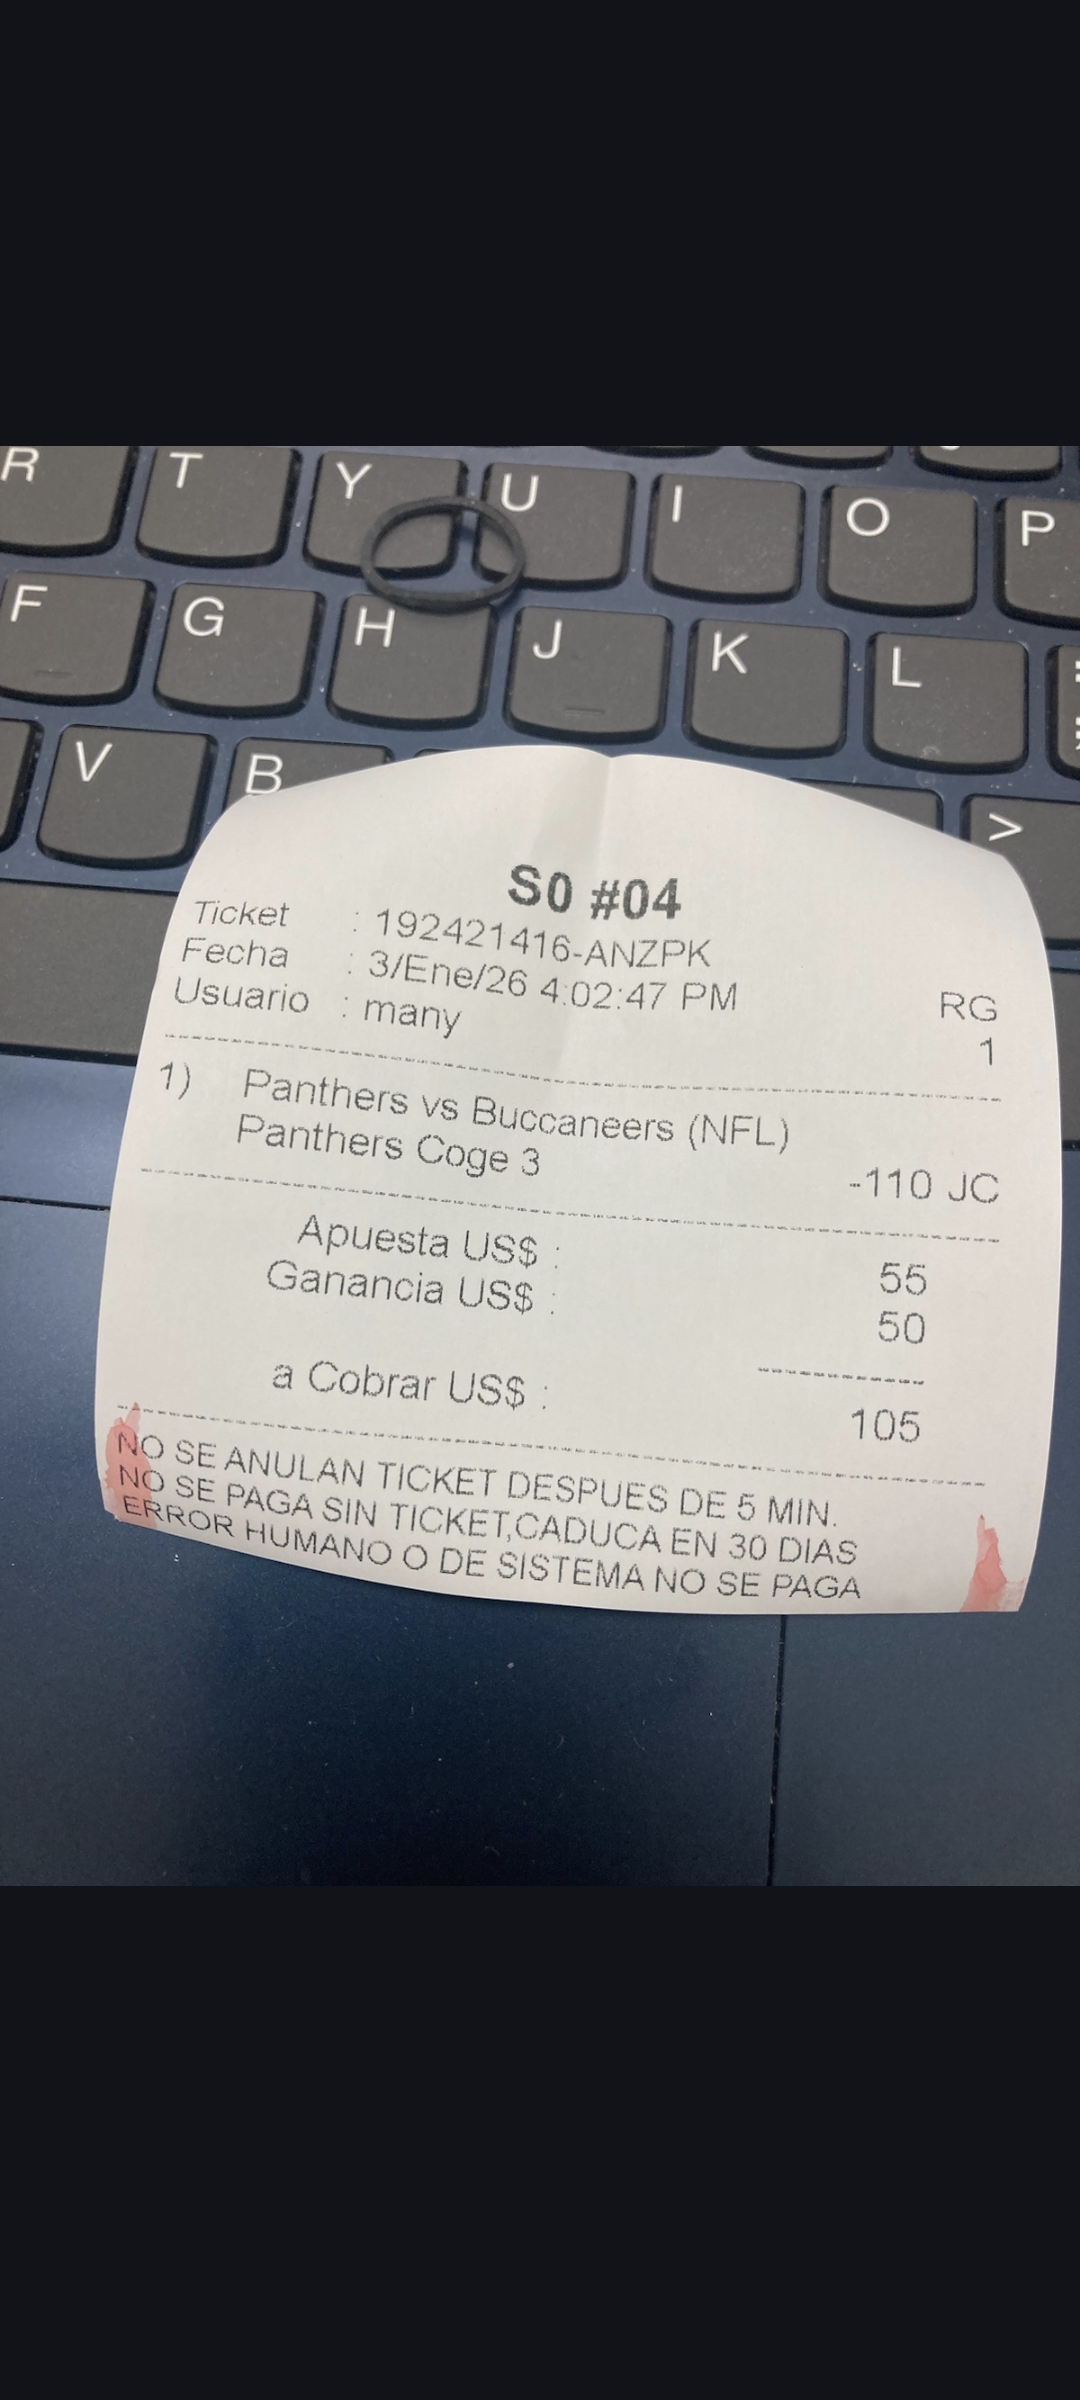 R T Y U I O P
F G H J K L
V B >
S0 #04
Ticket : 192421416-ANZPK
Fecha : 3/Ene/26 4:02:47 PM RG
Usuario : many 1
1) Panthers vs Buccaneers (NFL)
Panthers Coge 3 -110 JC
Apuesta US$ : 55
Ganancia US$ : 50
a Cobrar US$ : 105
NO SE ANULAN TICKET DESPUES DE 5 MIN.
NO SE PAGA SIN TICKET,CADUCA EN 30 DIAS
ERROR HUMANO O DE SISTEMA NO SE PAGA